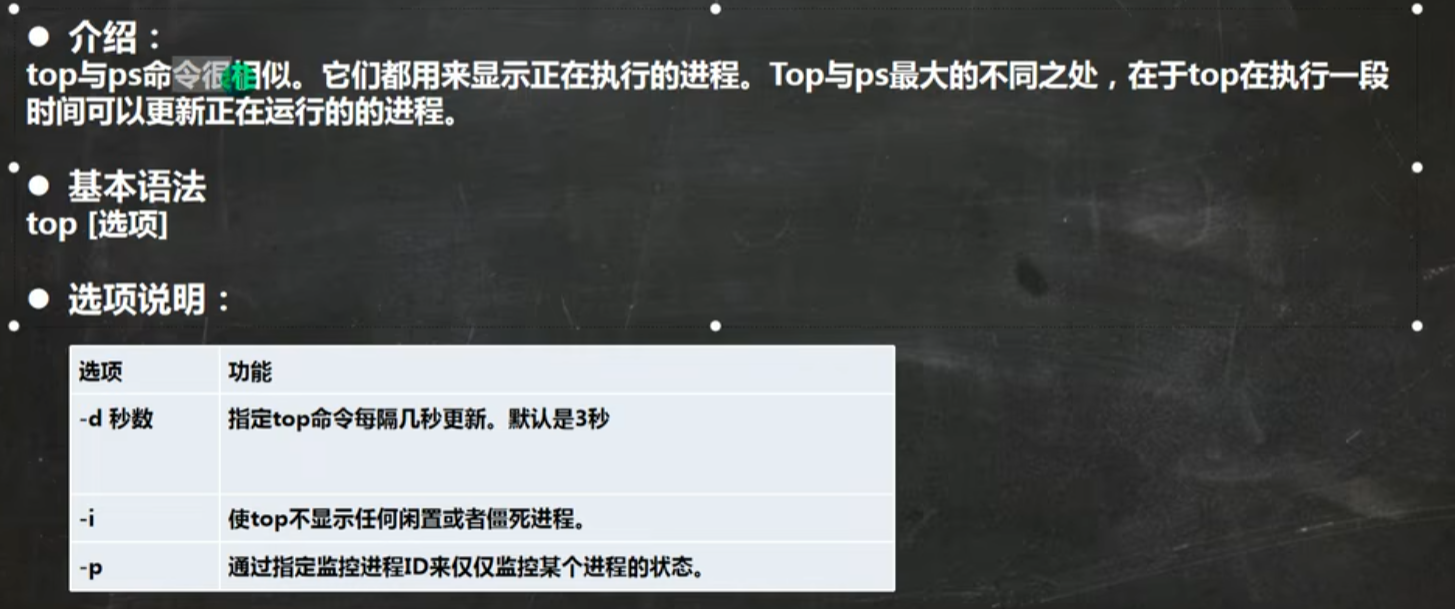 ● 介绍：
top与ps命令很相似。它们都用来显示正在执行的进程。Top与ps最大的不同之处，在于top在执行一段
时间可以更新正在运行的的进程。
● 基本语法
top [选项]
● 选项说明：
选项 功能
-d 秒数 指定top命令每隔几秒更新。默认是3秒
-i 使top不显示任何闲置或者僵死进程。
-p 通过指定监控进程ID来仅仅监控某个进程的状态。